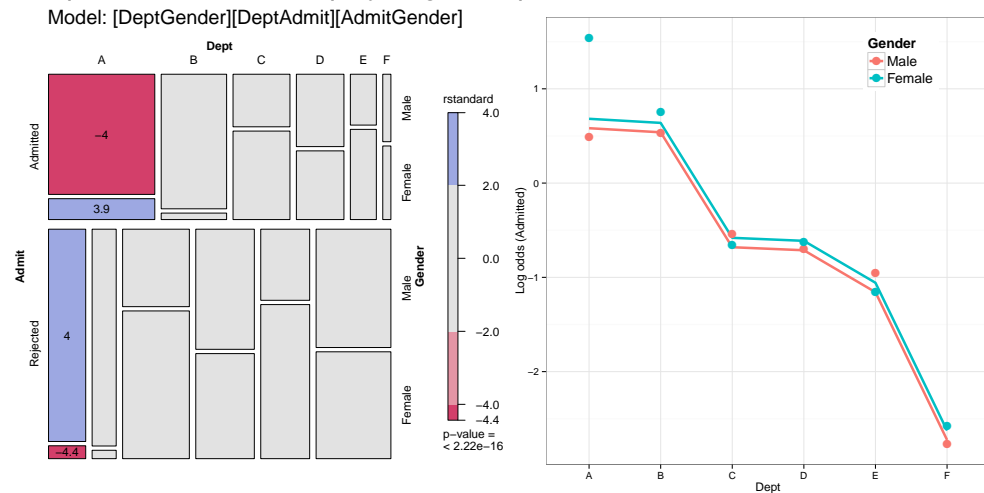 Model: [DeptGender][DeptAdmit][AdmitGender]
Dept
A B C D E F
Admit
Admitted
Rejected
Gender
Male
Female
Male
Female
−4
3.9
4
−4.4
rstandard
4.0
2.0
0.0
−2.0
−4.0
−4.4
p−value =
< 2.22e−16
Log odds (Admitted)
1
0
−1
−2
Gender
Male
Female
A B C D E F
Dept